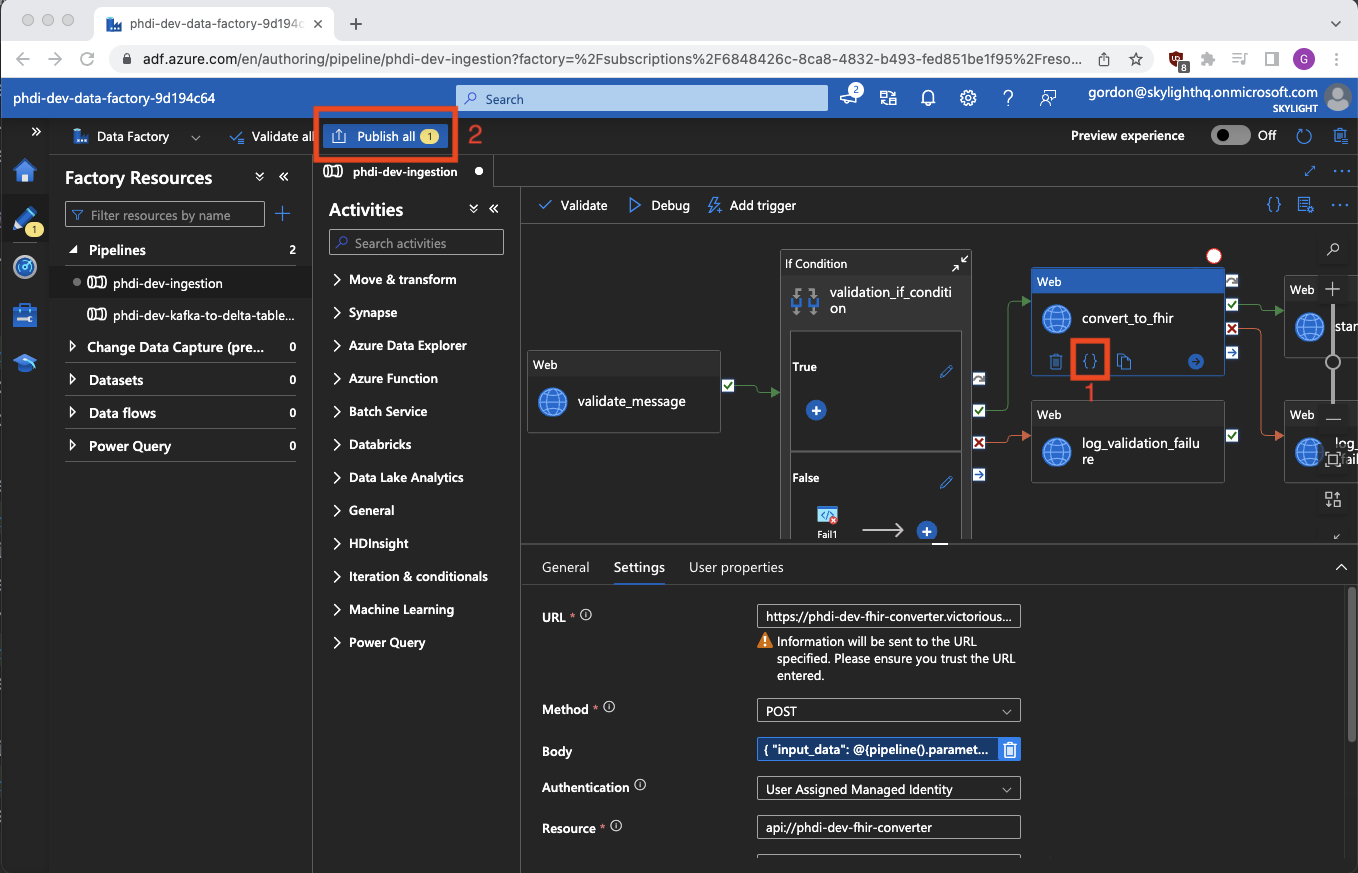 phdi-dev-data-factory-9d194c
adf.azure.com/en/authoring/pipeline/phdi-dev-ingestion?factory=%2Fsubscriptions%2F6848426c-8ca8-4832-b493-fed851be1f95%2Freso...
8
G
phdi-dev-data-factory-9d194c64
Search
2
gordon@skylighthq.onmicrosoft.com
SKYLIGHT
Data Factory
Validate all
Publish all
1
2
Preview experience
Off
Factory Resources
phdi-dev-ingestion
Filter resources by name
1
Pipelines
2
phdi-dev-ingestion
phdi-dev-kafka-to-delta-table...
Change Data Capture (pre...
0
Datasets
0
Data flows
0
Power Query
0
Activities
Search activities
Move & transform
Synapse
Azure Data Explorer
Azure Function
Batch Service
Databricks
Data Lake Analytics
General
HDInsight
Iteration & conditionals
Machine Learning
Power Query
Validate
Debug
Add trigger
{}
Web
validate_message
If Condition
validation_if_conditi
on
True
False
Fail1
Web
convert_to_fhir
{}
1
Web
log_validation_failu
re
Web
star
Web
log_
fail
General
Settings
User properties
URL *
https://phdi-dev-fhir-converter.victorious...
Information will be sent to the URL
specified. Please ensure you trust the URL
entered.
Method *
POST
Body
{ "input_data": @{pipeline().paramet...
Authentication
User Assigned Managed Identity
Resource *
api://phdi-dev-fhir-converter